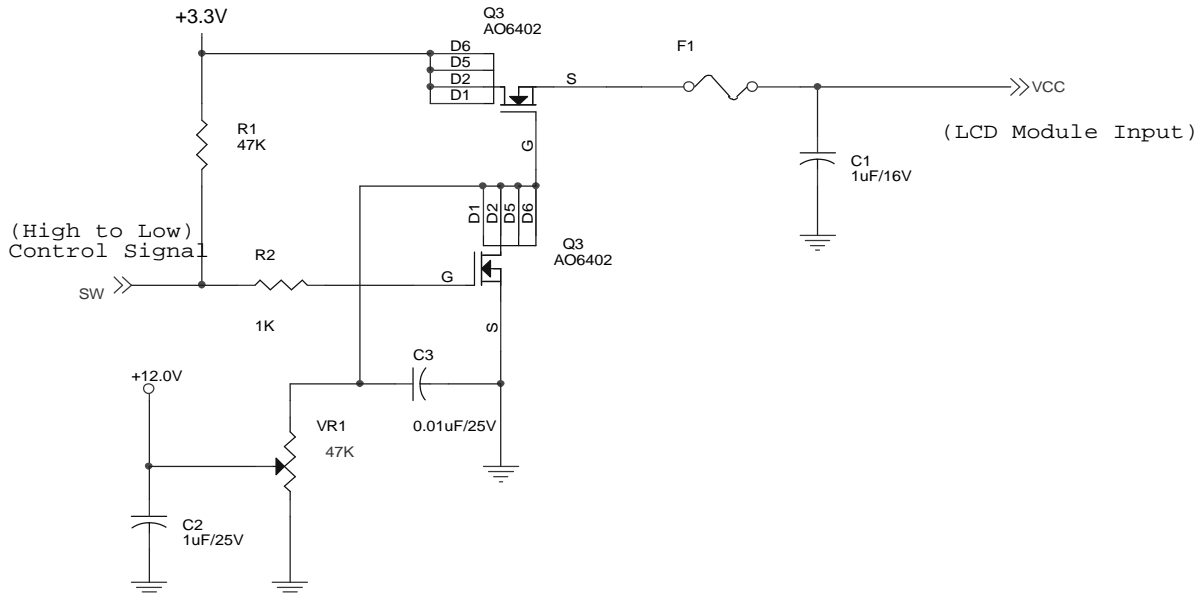 +3.3V
Q3
AO6402
D6
D5
D2
D1
S
G
F1
VCC
(LCD Module Input)
R1
47K
C1
1uF/16V
(High to Low)
Control Signal
SW
R2
1K
D1
D2
D5
D6
Q3
AO6402
G
S
C3
0.01uF/25V
+12.0V
VR1
47K
C2
1uF/25V